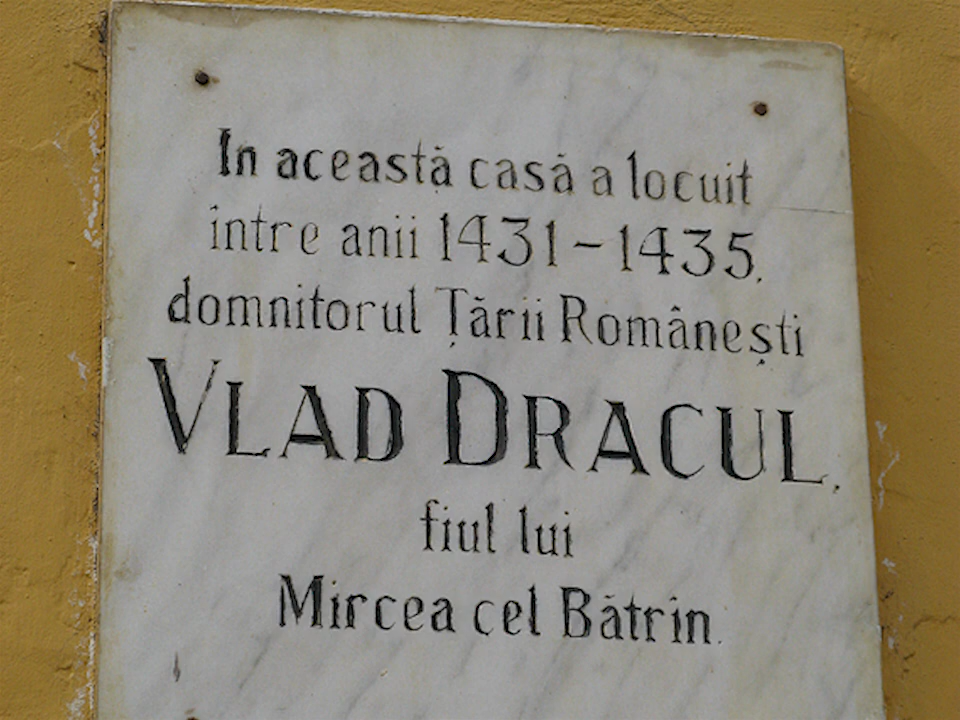 In această casă a locuit
între anii 1431-1435,
domnitorul Țării Românești
VLAD DRACUL,
fiul lui
Mircea cel Bătrîn.